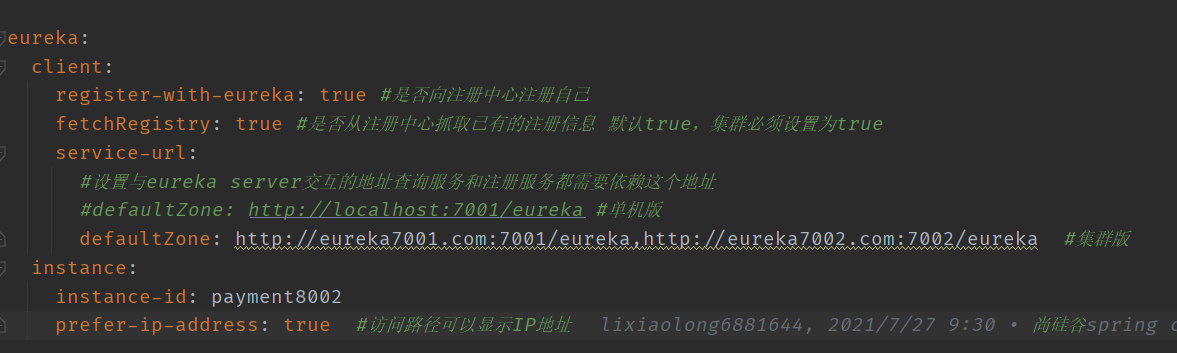 eureka:
client:
register-with-eureka: true #是否向注册中心注册自己
fetchRegistry: true #是否从注册中心抓取已有的注册信息 默认true，集群必须设置为true
service-url:
#设置与eureka server交互的地址查询服务和注册服务都需要依赖这个地址
#defaultZone: http://localhost:7001/eureka #单机版
defaultZone: http://eureka7001.com:7001/eureka,http://eureka7002.com:7002/eureka #集群版
instance:
instance-id: payment8002
prefer-ip-address: true #访问路径可以显示IP地址 lixiaolong6881644, 2021/7/27 9:30 • 尚硅谷spring c